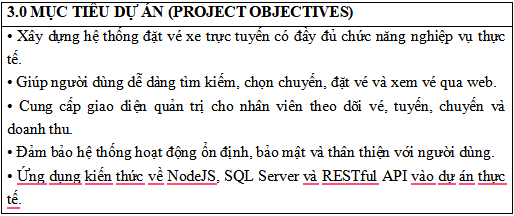 3.0 MỤC TIÊU DỰ ÁN (PROJECT OBJECTIVES)
• Xây dựng hệ thống đặt vé xe trực tuyến có đầy đủ chức năng nghiệp vụ thực
tế.
• Giúp người dùng dễ dàng tìm kiếm, chọn chuyến, đặt vé và xem vé qua web.
• Cung cấp giao diện quản trị cho nhân viên theo dõi vé, tuyến, chuyến và
doanh thu.
• Đảm bảo hệ thống hoạt động ổn định, bảo mật và thân thiện với người dùng.
• Ứng dụng kiến thức về NodeJS, SQL Server và RESTful API vào dự án thực
tế.